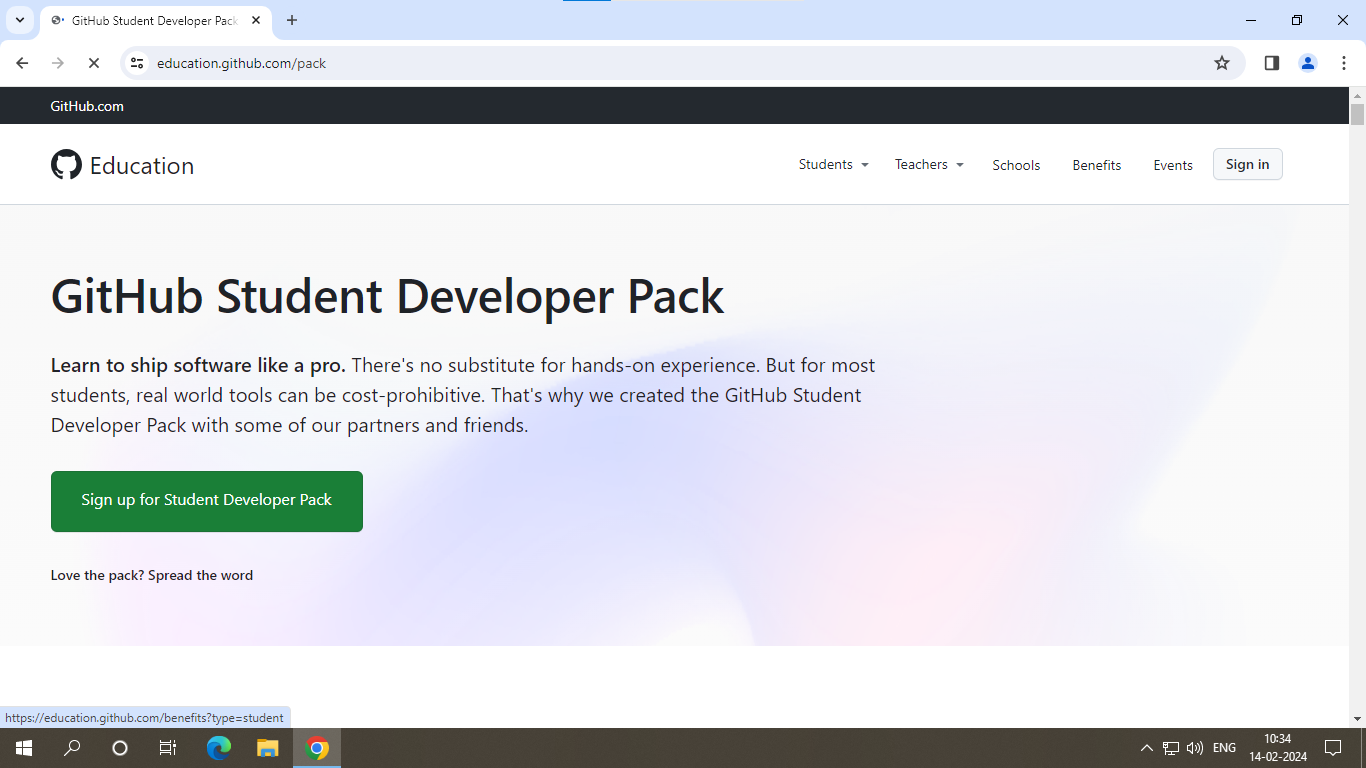 GitHub Student Developer Pack
education.github.com/pack
GitHub.com
Education
Students
Teachers
Schools
Benefits
Events
Sign in
GitHub Student Developer Pack
Learn to ship software like a pro. There's no substitute for hands-on experience. But for most
students, real world tools can be cost-prohibitive. That's why we created the GitHub Student
Developer Pack with some of our partners and friends.
Sign up for Student Developer Pack
Love the pack? Spread the word
https://education.github.com/benefits?type=student
ENG
10:34
14-02-2024